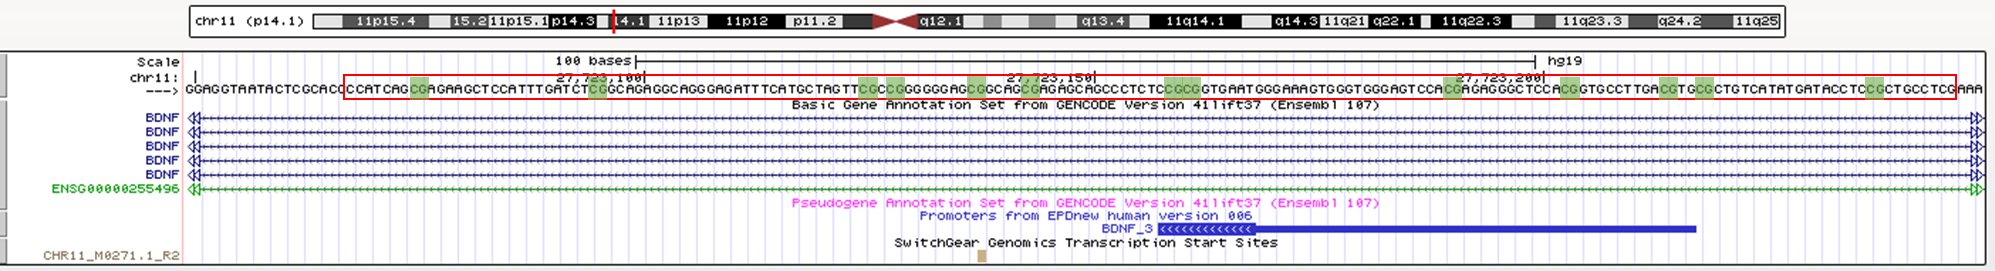 chr11 (p14.1) 11p15.4 15.2 11p15.1 p14.3 14.1 11p13 11p12 p11.2 q12.1 q13.4 11q14.1 q14.3 11q21 q22.1 11q22.3 11q23.3 q24.2 11q25
Scale 100 bases hg19
chr11: 27,723,100 27,723,150 27,723,200
---> GGAGGTAATACTCGCACCCCATCAGCGAGAAGCTCCATTTGATCTCGGCAGAGGCAGGGAGATTTCATGCTAGTTCGCCGGGGGGAGCGGCAGCGAGAGCAGCCCTCTCCGCGGTGAATGGGAAAGTGGGTGGGAGTCCACGAGAGGGCTCCACGGTGCCTTGACGTGCGCTGTCATATGATACCTCCGCTGCCTCGAAA
Basic Gene Annotation Set from GENCODE Version 41lift37 (Ensembl 107)
BDNF
BDNF
BDNF
BDNF
BDNF
ENSG00000255496
Pseudogene Annotation Set from GENCODE Version 41lift37 (Ensembl 107)
Promoters from EPDnew human version 006
BDNF_3
SwitchGear Genomics Transcription Start Sites
CHR11_M0271.1_R2